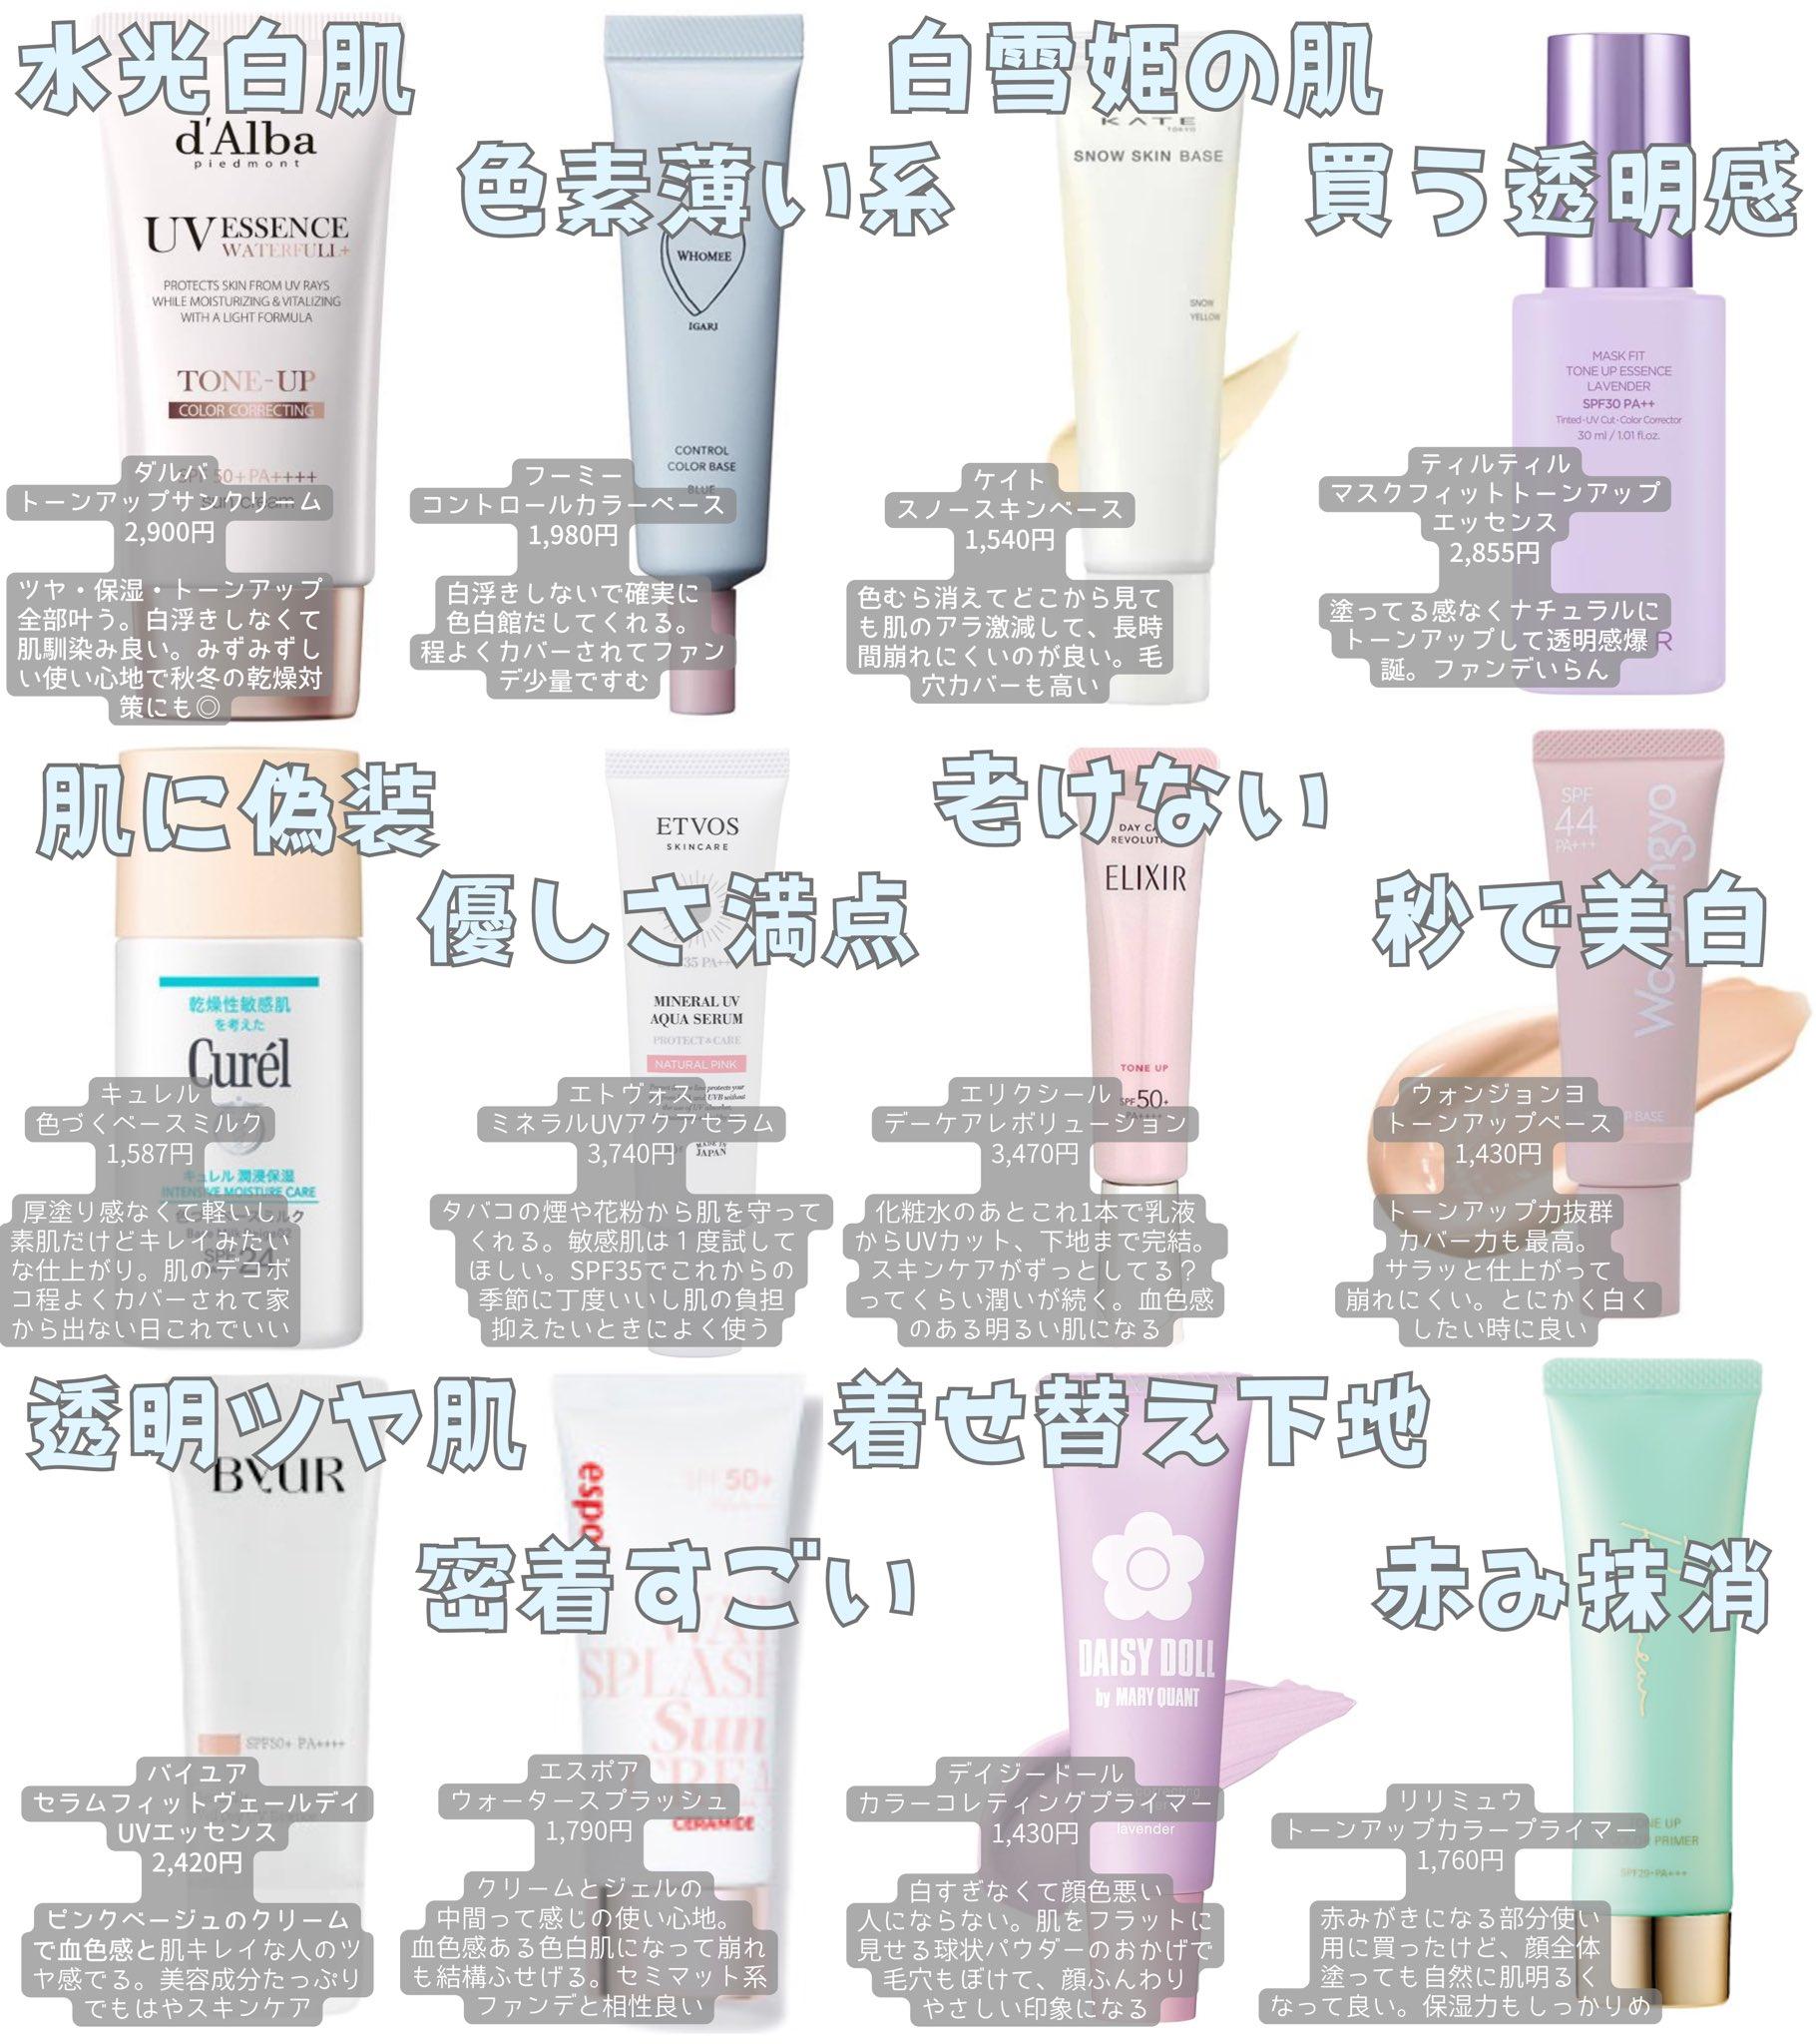 水光白肌
d'Alba
piedmont
UV ESSENCE
WATERFULL+
PROTECTS SKIN FROM UV RAYS
WHILE MOISTURIZING & VITALIZING
WITH A LIGHT FORMULA
TONE-UP
COLOR CORRECTING
SPF 50+ PA++++
sun cream
ダルバ
トーンアップサンクリーム
2,900円
ツヤ・保湿・トーンアップ
全部叶う。白浮きしなくて
肌馴染み良い。みずみずし
い使い心地で秋冬の乾燥対
策にも◎
色素薄い系
WHOMEE
IGARI
CONTROL
COLOR BASE
BLUE
フーミー
コントロールカラーベース
1,980円
白浮きしないで確実に
色白館だしてくれる。
程よくカバーされてファン
デ少量ですむ
白雪姫の肌
KATE
TOKYO
SNOW SKIN BASE
SNOW
YELLOW
ケイト
スノースキンベース
1,540円
色むら消えてどこから見て
も肌のアラ激減して、長時
間崩れにくいのが良い。毛
穴カバーも高い
買う透明感
MASK FIT
TONE UP ESSENCE
LAVENDER
SPF30 PA++
Tinted・UV Cut・Color Corrector
30 ml / 1.01 fl.oz.
ティルティル
マスクフィットトーンアップ
エッセンス
2,855円
塗ってる感なくナチュラルに
トーンアップして透明感爆
誕。ファンデいらん
R
肌に偽装
乾燥性敏感肌
を考えた
Curél
キュレル 潤浸保湿
INTENSIVE MOISTURE CARE
SPF24
キュレル
色づくベースミルク
1,587円
厚塗り感なくて軽いし
素肌だけどキレイみたい
な仕上がり。肌のデコボ
コ程よくカバーされて家
から出ない日これでいい
優しさ満点
ETVOS
SKINCARE
35 PA++
MINERAL UV
AQUA SERUM
PROTECT & CARE
NATURAL PINK
MADE IN
JAPAN
エトヴォス
ミネラルUVアクアセラム
3,740円
タバコの煙や花粉から肌を守って
くれる。敏感肌は１度試して
ほしい。SPF35でこれからの
季節に丁度いいし肌の負担
抑えたいときによく使う
老けない
DAY CA
REVOLUTI
ELIXIR
TONE UP
SPF50+
PA++++
エリクシール
デーケアレボリューション
3,470円
化粧水のあとこれ1本で乳液
からUVカット、下地まで完結。
スキンケアがずっとしてる？
ってくらい潤いが続く。血色感
のある明るい肌になる
秒で美白
SPF
44
PA+++
Wonjungyo
P BASE
ウォンジョンヨ
トーンアップベース
1,430円
トーンアップ力抜群
カバー力も最高。
サラッと仕上がって
崩れにくい。とにかく白く
したい時に良い
透明ツヤ肌
BYUR
SPF50+ PA++++
バイユア
セラムフィットヴェールデイ
UVエッセンス
2,420円
ピンクベージュのクリーム
で血色感と肌キレイな人のツ
ヤ感でる。美容成分たっぷり
でもはやスキンケア
密着すごい
espo
SPF50+
WAT
SPLASH
Sun
CREA
CERAMIDE
エスポア
ウォータースプラッシュ
1,790円
クリームとジェルの
中間って感じの使い心地。
血色感ある色白肌になって崩れ
も結構ふせげる。セミマット系
ファンデと相性良い
着せ替え下地
DAISY DOLL
by MARY QUANT
lavender
デイジードール
カラーコレティングプライマー
1,430円
白すぎなくて顔色悪い
人にならない。肌をフラットに
見せる球状パウダーのおかげで
毛穴もぼけて、顔ふんわり
やさしい印象になる
赤み抹消
NE UP
PRIMER
SPF20・PA+++
リリミュウ
トーンアップカラープライマー
1,760円
赤みがきになる部分使い
用に買ったけど、顔全体
塗っても自然に肌明るく
なって良い。保湿力もしっかりめ